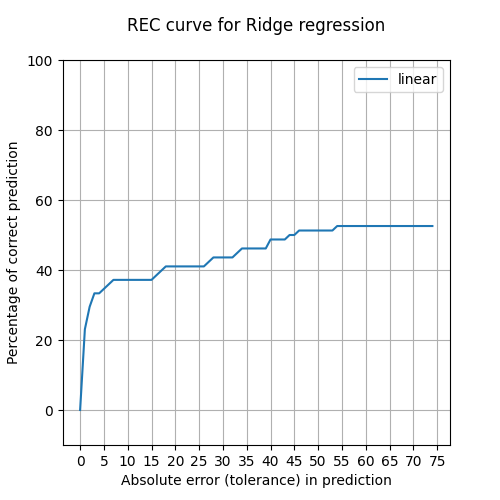 REC curve for Ridge regression
linear
Percentage of correct prediction
100
80
60
40
20
0
0 5 10 15 20 25 30 35 40 45 50 55 60 65 70 75
Absolute error (tolerance) in prediction